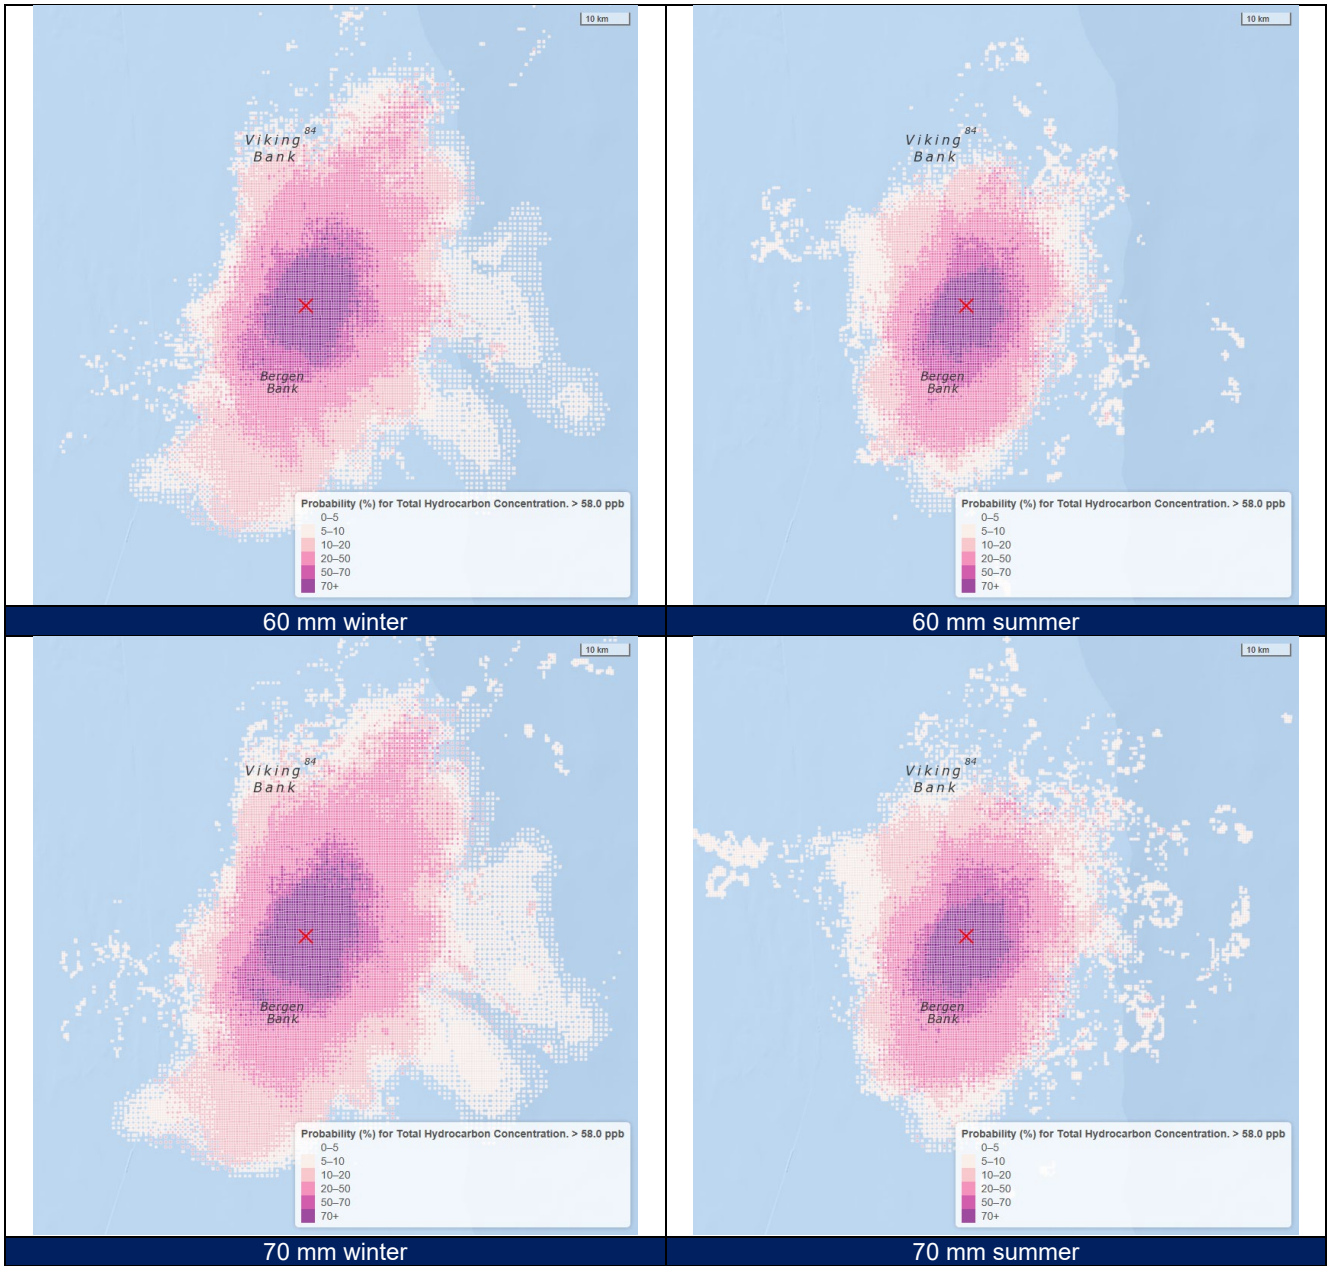 10 km
84
Viking
Bank
Bergen
Bank
Probability (%) for Total Hydrocarbon Concentration. > 58.0 ppb
0–5
5–10
10–20
20–50
50–70
70+
60 mm winter
10 km
84
Viking
Bank
Bergen
Bank
Probability (%) for Total Hydrocarbon Concentration. > 58.0 ppb
0–5
5–10
10–20
20–50
50–70
70+
60 mm summer
10 km
84
Viking
Bank
Bergen
Bank
Probability (%) for Total Hydrocarbon Concentration. > 58.0 ppb
0–5
5–10
10–20
20–50
50–70
70+
70 mm winter
10 km
84
Viking
Bank
Bergen
Bank
Probability (%) for Total Hydrocarbon Concentration. > 58.0 ppb
0–5
5–10
10–20
20–50
50–70
70+
70 mm summer